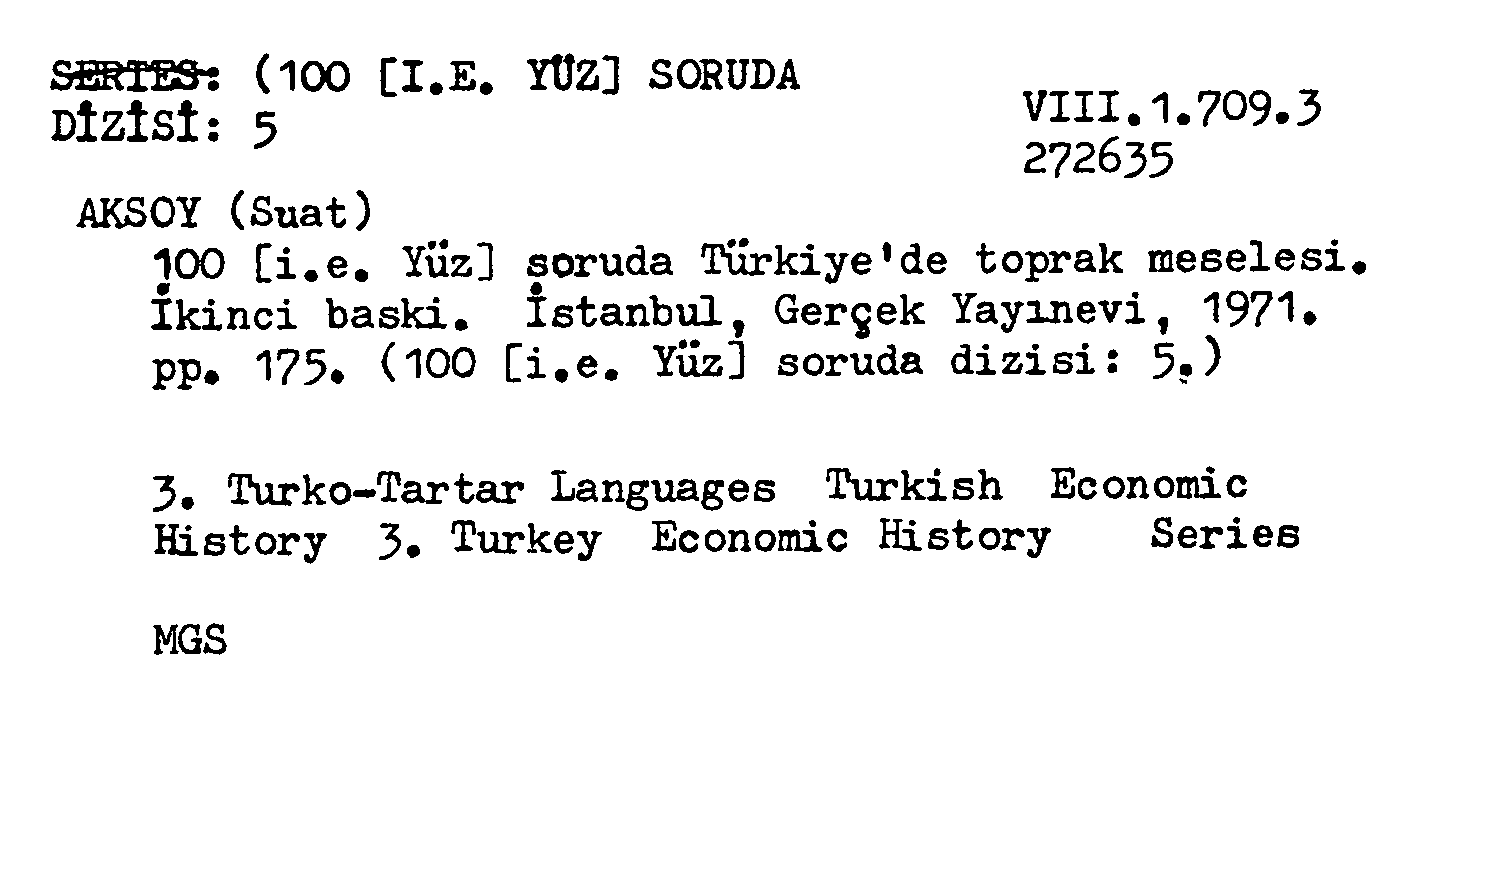 SERIES: (100 [I.E. YÜZ] SORUDA
DİZİSİ: 5
VIII.1.709.3
272635
AKSOY (Suat)
100 [i.e. Yüz] soruda Türkiye'de toprak meselesi.
İkinci baski. İstanbul, Gerçek Yayınevi, 1971.
pp. 175. (100 [i.e. Yüz] soruda dizisi: 5.)
3. Turko-Tartar Languages Turkish Economic
History 3. Turkey Economic History Series
MGS